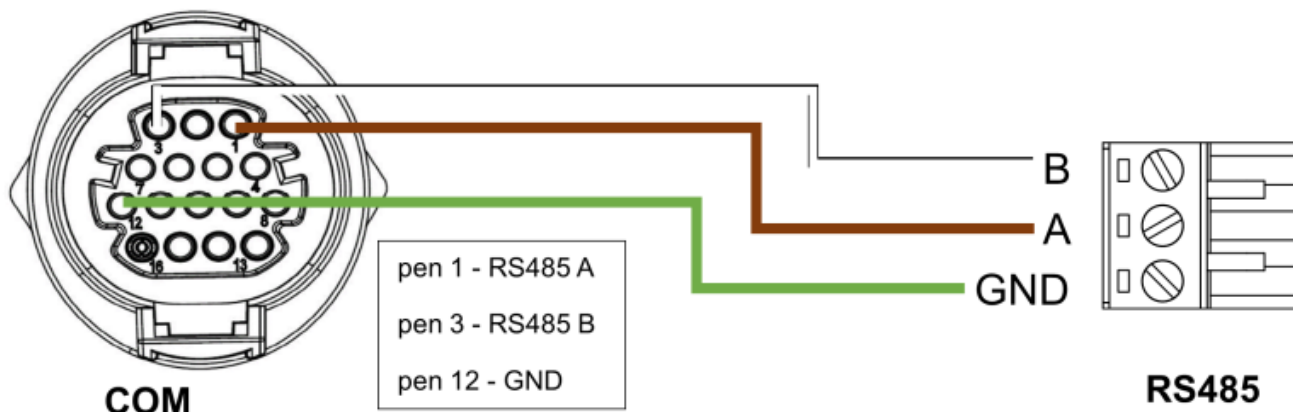 3
1
7
4
12
8
16
13
COM
pen 1 - RS485 A
pen 3 - RS485 B
pen 12 - GND
B
A
GND
RS485